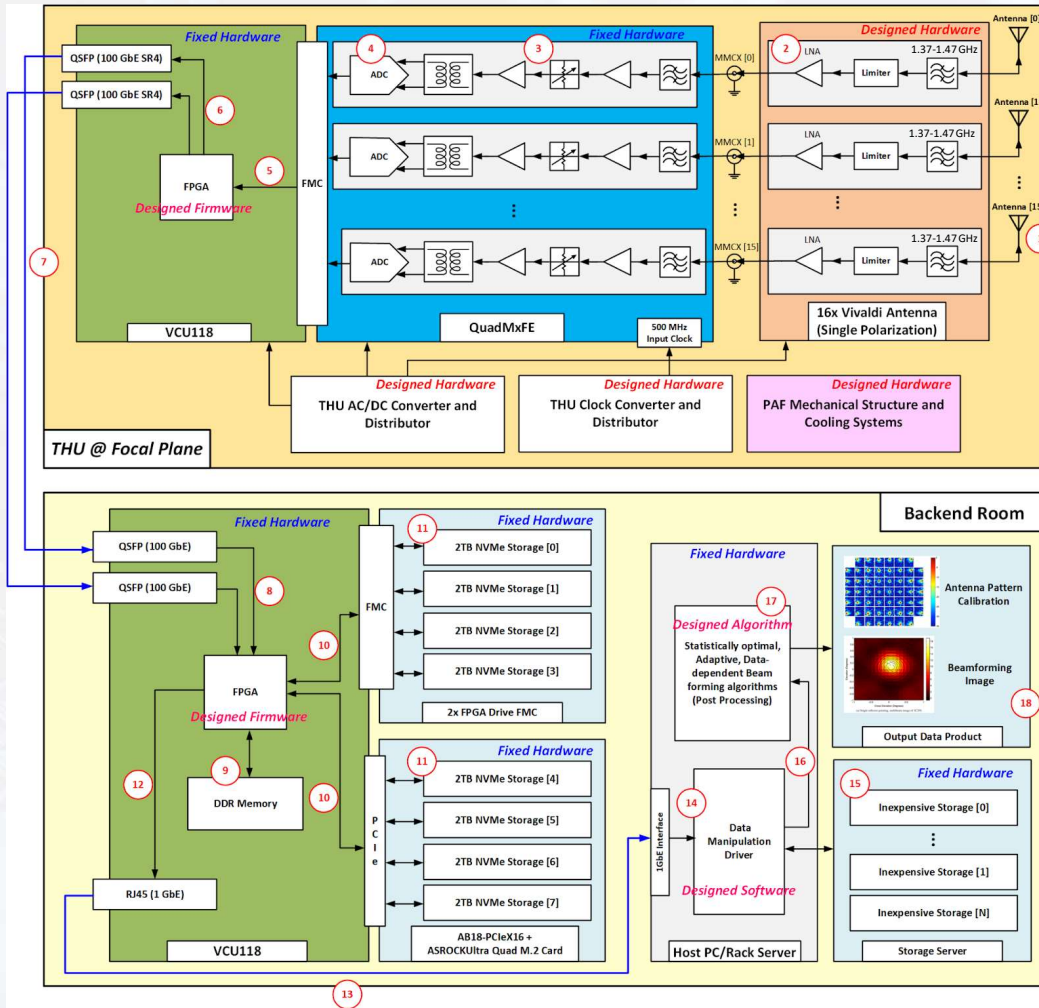 Fixed Hardware
QSFP (100 GbE SR4)
QSFP (100 GbE SR4)
6
FPGA
Designed Firmware
5
7
VCU118
FMC
Fixed Hardware
4
3
ADC
ADC
⋮
ADC
QuadMxFE
500 MHz
Input Clock
MMCX [0]
MMCX [1]
⋮
MMCX [15]
Designed Hardware
2
LNA
Limiter
1.37-1.47 GHz
LNA
Limiter
1.37-1.47 GHz
⋮
LNA
Limiter
1.37-1.47 GHz
16x Vivaldi Antenna
(Single Polarization)
Antenna [0]
Antenna [1
⋮
Antenna [15
Designed Hardware
THU AC/DC Converter and
Distributor
Designed Hardware
THU Clock Converter and
Distributor
Designed Hardware
PAF Mechanical Structure and
Cooling Systems
THU @ Focal Plane
Backend Room
Fixed Hardware
QSFP (100 GbE)
QSFP (100 GbE)
8
10
FPGA
Designed Firmware
9
12
DDR Memory
10
RJ45 (1 GbE)
VCU118
FMC
Fixed Hardware
11
2TB NVMe Storage [0]
2TB NVMe Storage [1]
2TB NVMe Storage [2]
2TB NVMe Storage [3]
2x FPGA Drive FMC
PCIe
Fixed Hardware
11
2TB NVMe Storage [4]
2TB NVMe Storage [5]
2TB NVMe Storage [6]
2TB NVMe Storage [7]
AB18-PCIeX16 +
ASROCKUltra Quad M.2 Card
13
Fixed Hardware
17
Designed Algorithm
Statistically optimal,
Adaptive, Data-
dependent Beam
forming algorithms
(Post Processing)
16
1GbE Interface
14
Data
Manipulation
Driver
Designed Software
Host PC/Rack Server
Fixed Hardware
Antenna Pattern
Calibration
Beamforming
Image
18
Output Data Product
Fixed Hardware
15
Inexpensive Storage [0]
⋮
Inexpensive Storage [1]
Inexpensive Storage [N]
Storage Server